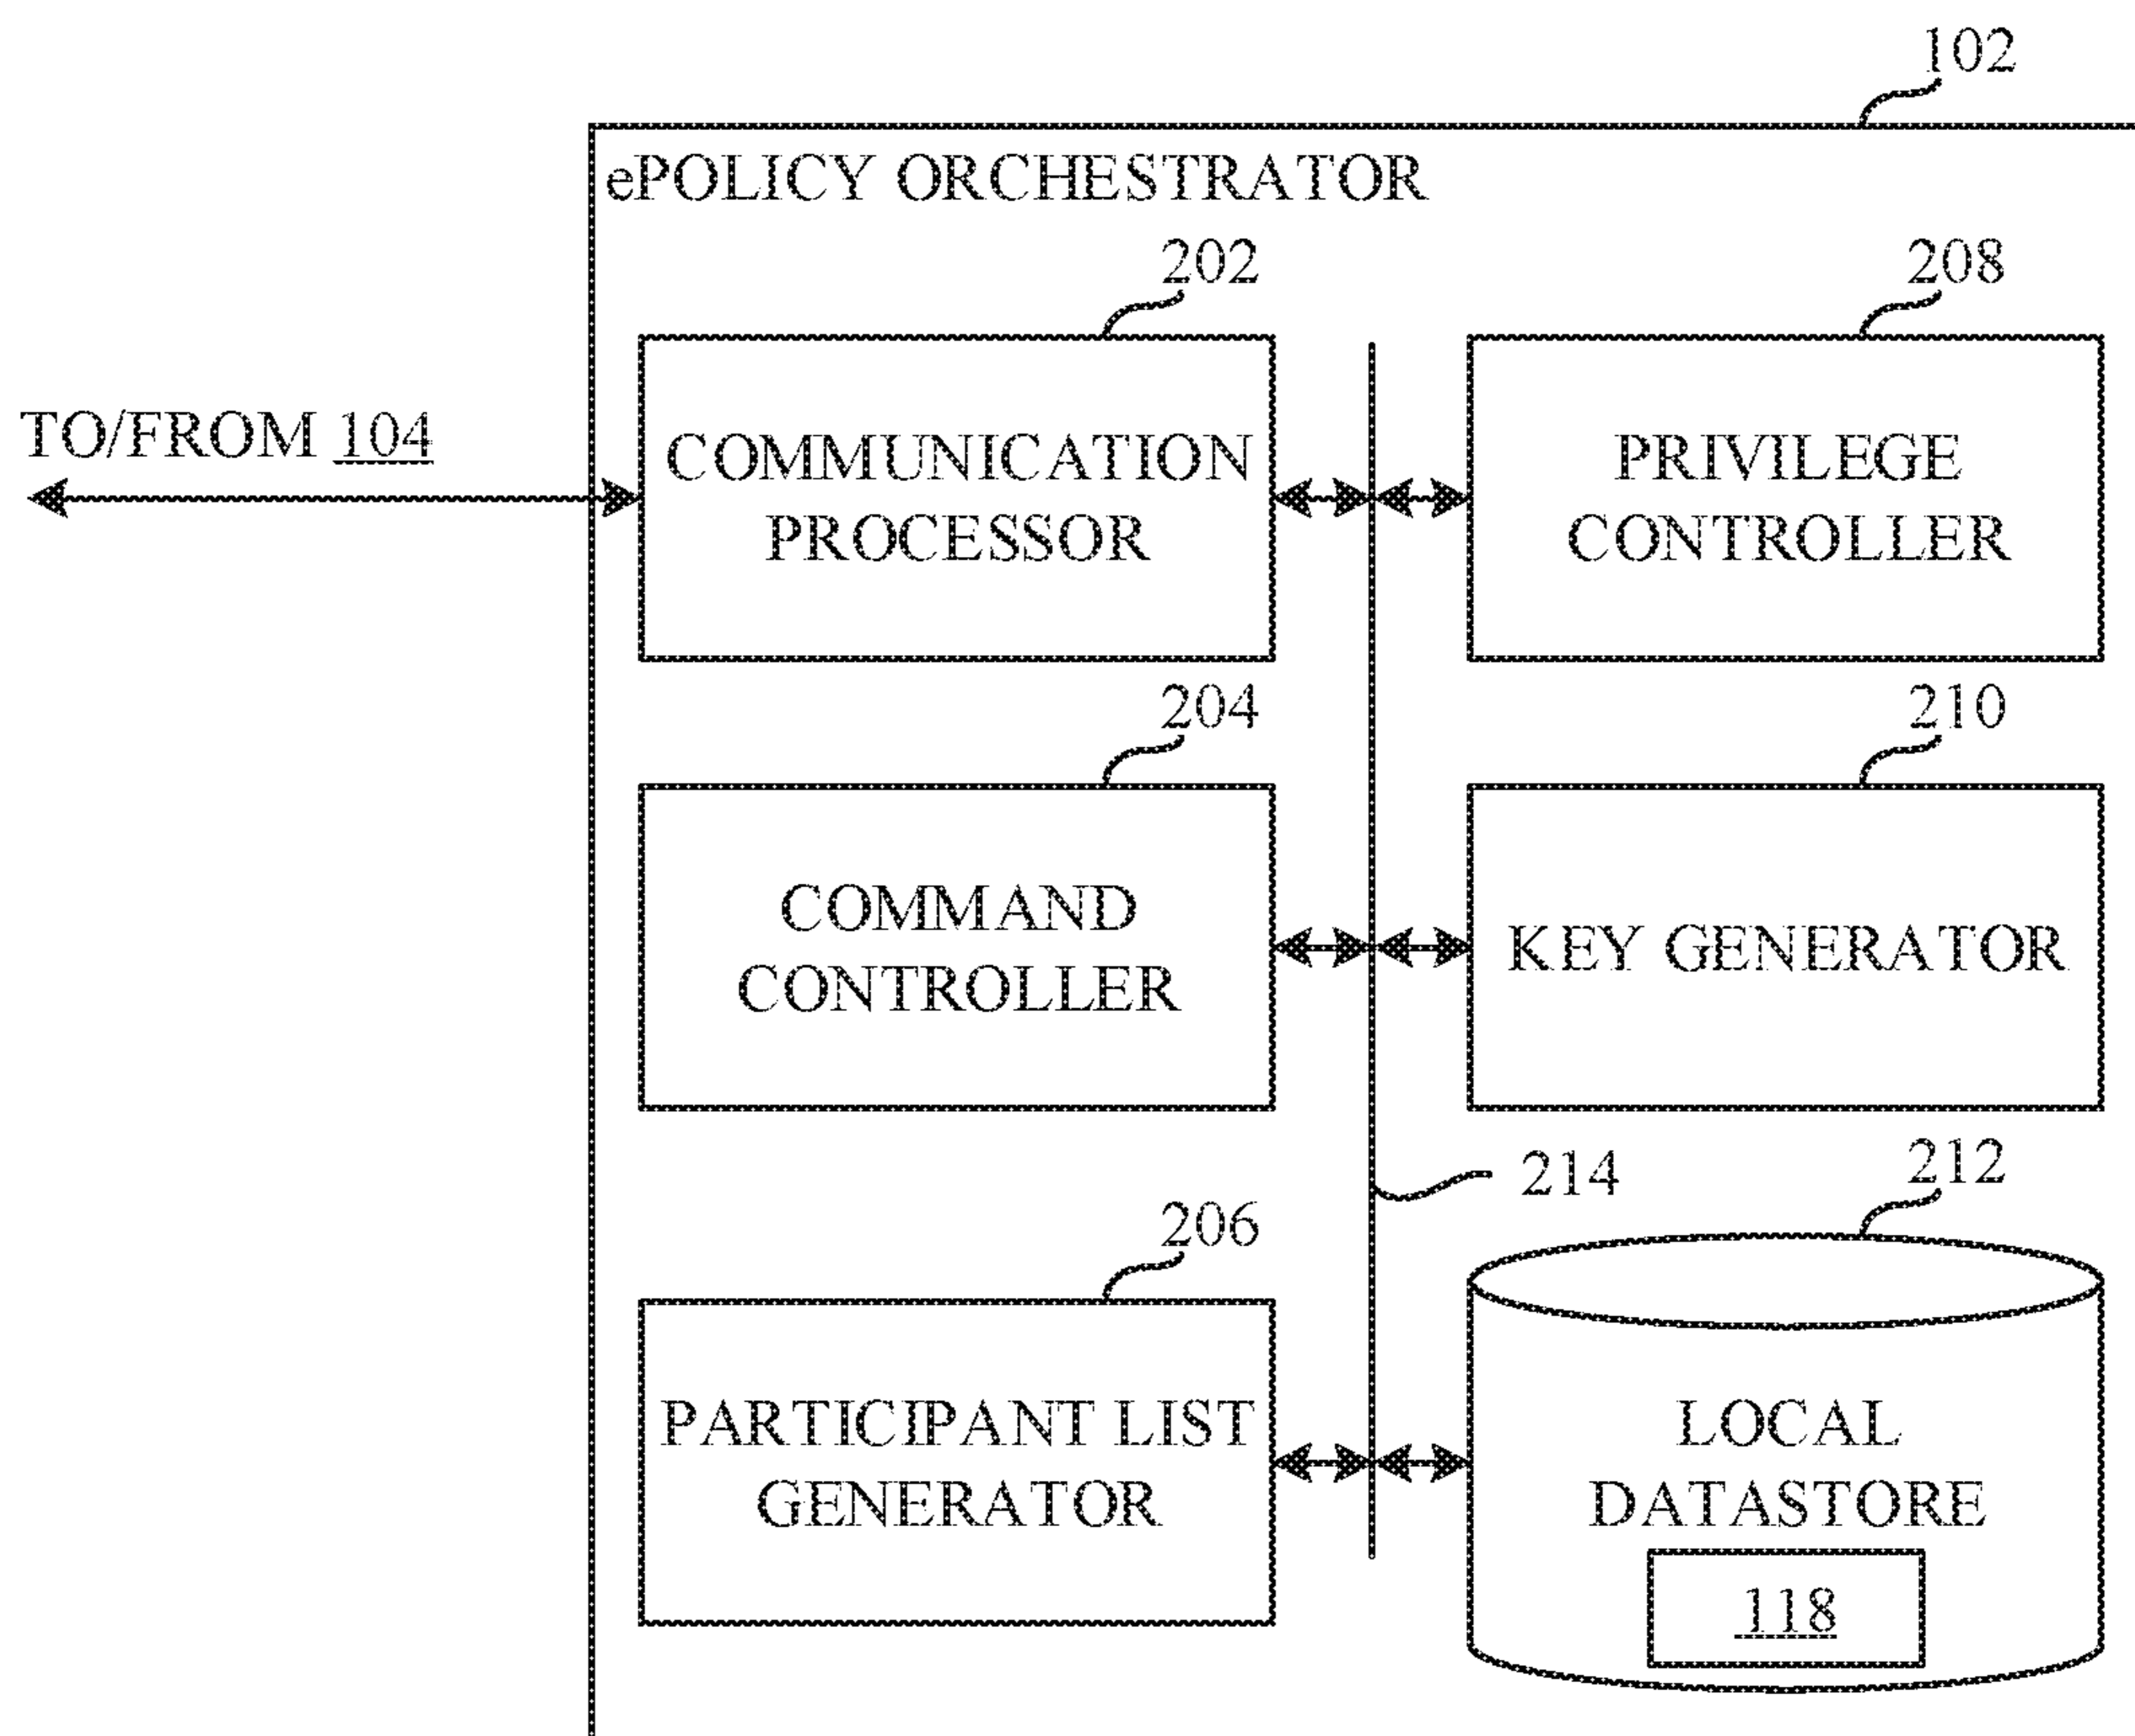 102
ePOLICY ORCHESTRATOR
202
208
TO/FROM 104
COMMUNICATION
PROCESSOR
PRIVILEGE
CONTROLLER
204
210
COMMAND
CONTROLLER
KEY GENERATOR
214
212
206
PARTICIPANT LIST
GENERATOR
LOCAL
DATASTORE
118